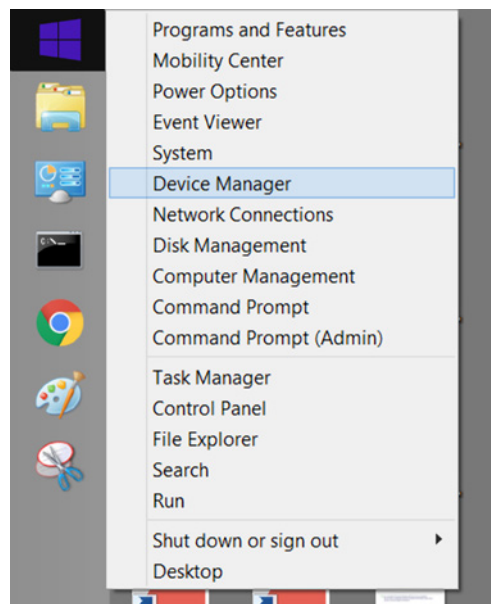 Programs and Features
Mobility Center
Power Options
Event Viewer
System
Device Manager
Network Connections
Disk Management
Computer Management
Command Prompt
Command Prompt (Admin)
Task Manager
Control Panel
File Explorer
Search
Run
Shut down or sign out
Desktop